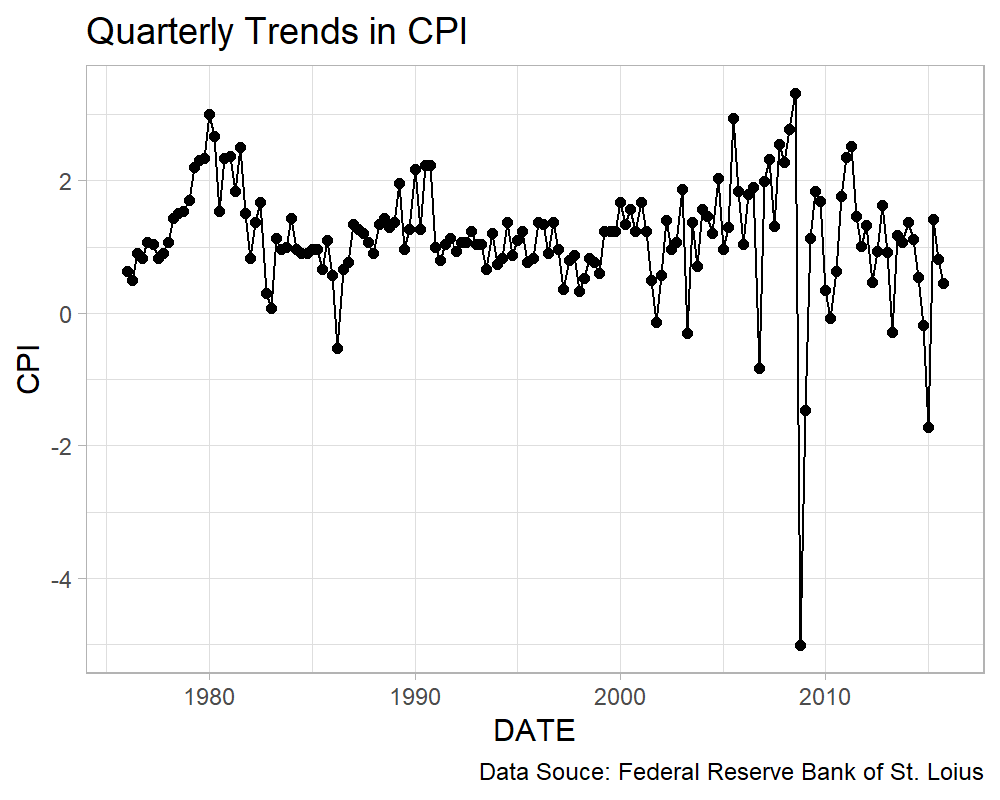 Quarterly Trends in CPI
CPI
2
0
-2
-4
1980 1990 2000 2010
DATE
Data Souce: Federal Reserve Bank of St. Loius